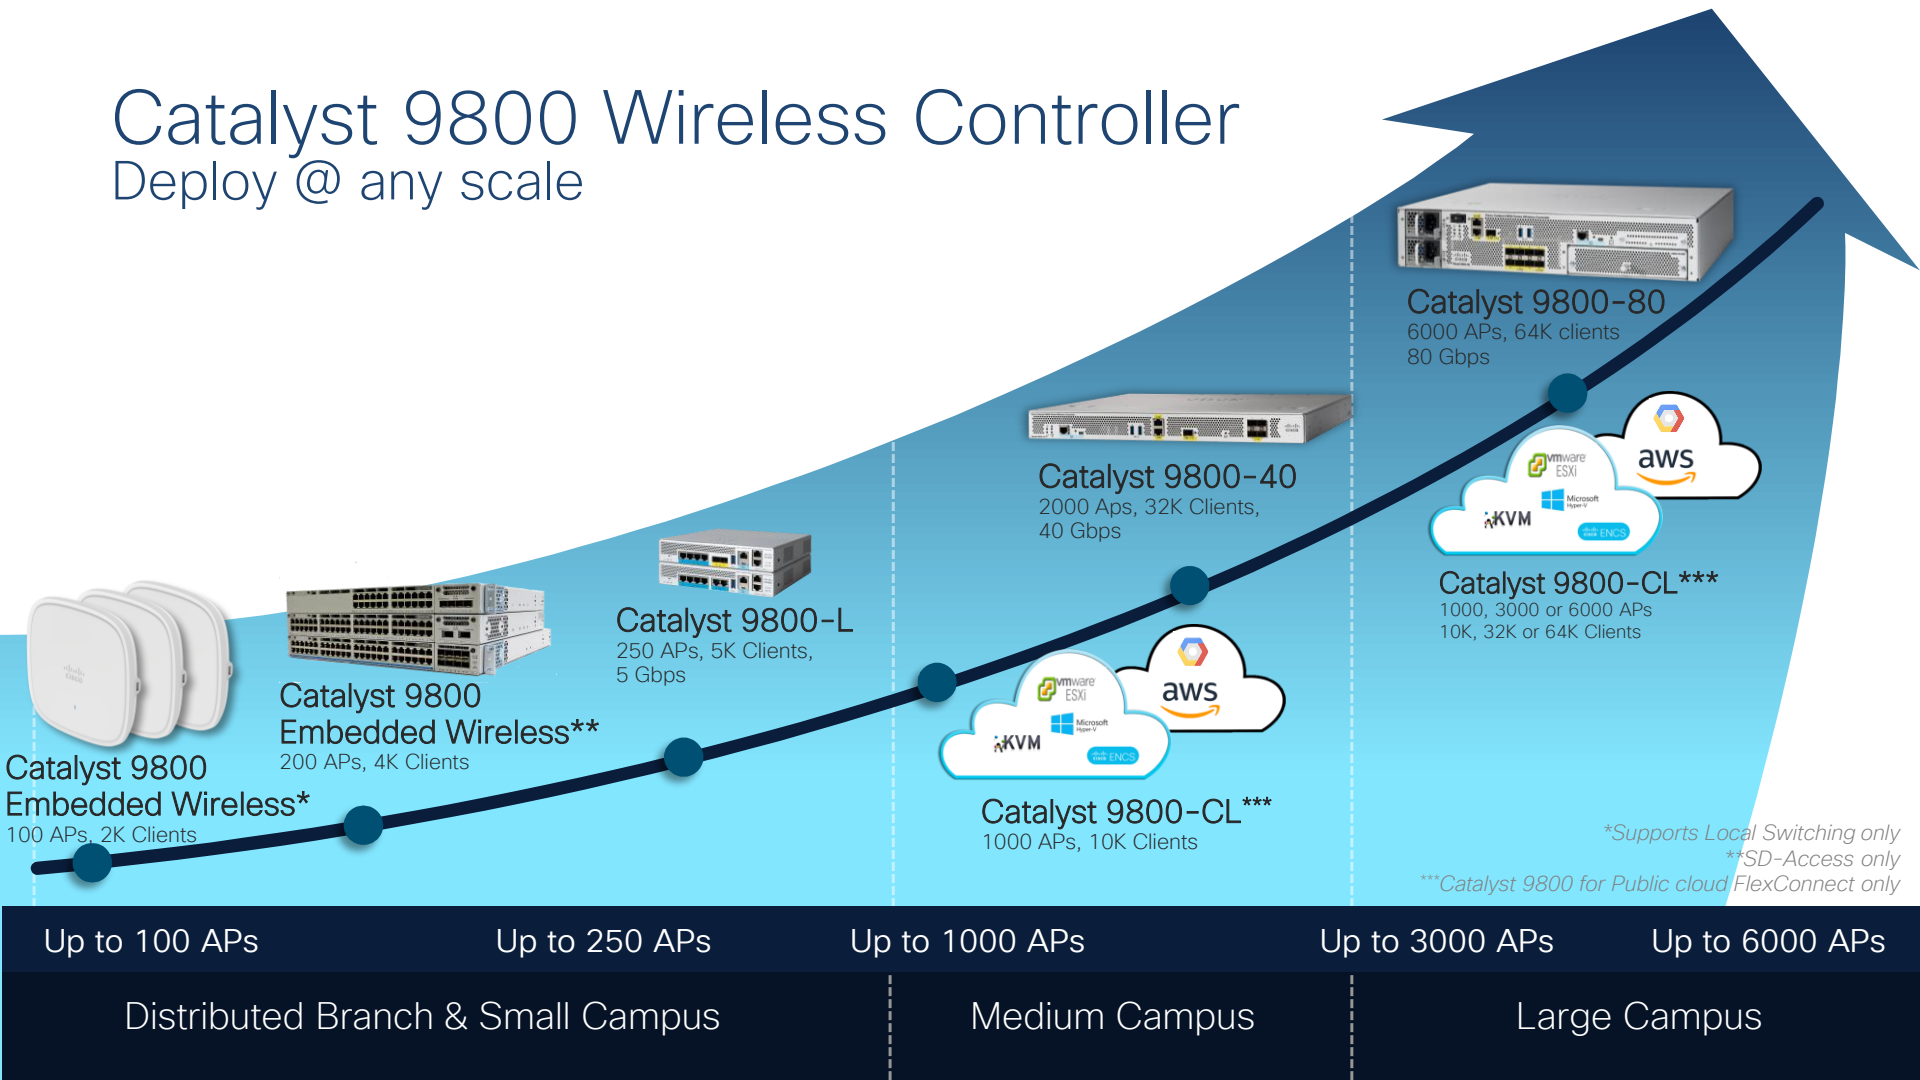 Catalyst 9800 Wireless Controller
Deploy @ any scale
Catalyst 9800-80
6000 APs, 64K clients
80 Gbps
Catalyst 9800-40
2000 Aps, 32K Clients,
40 Gbps
aws
vmware
ESXi
Microsoft
Hyper-V
KVM
ENCS
Catalyst 9800-CL***
1000, 3000 or 6000 APs
10K, 32K or 64K Clients
Catalyst 9800-L
250 APs, 5K Clients,
5 Gbps
aws
vmware
ESXi
Microsoft
Hyper-V
KVM
ENCS
Catalyst 9800-CL***
1000 APs, 10K Clients
Catalyst 9800
Embedded Wireless**
200 APs, 4K Clients
CISCO
Catalyst 9800
Embedded Wireless*
100 APs, 2K Clients
*Supports Local Switching only
**SD-Access only
***Catalyst 9800 for Public cloud FlexConnect only
Up to 100 APs
Up to 250 APs
Up to 1000 APs
Up to 3000 APs
Up to 6000 APs
Distributed Branch & Small Campus
Medium Campus
Large Campus